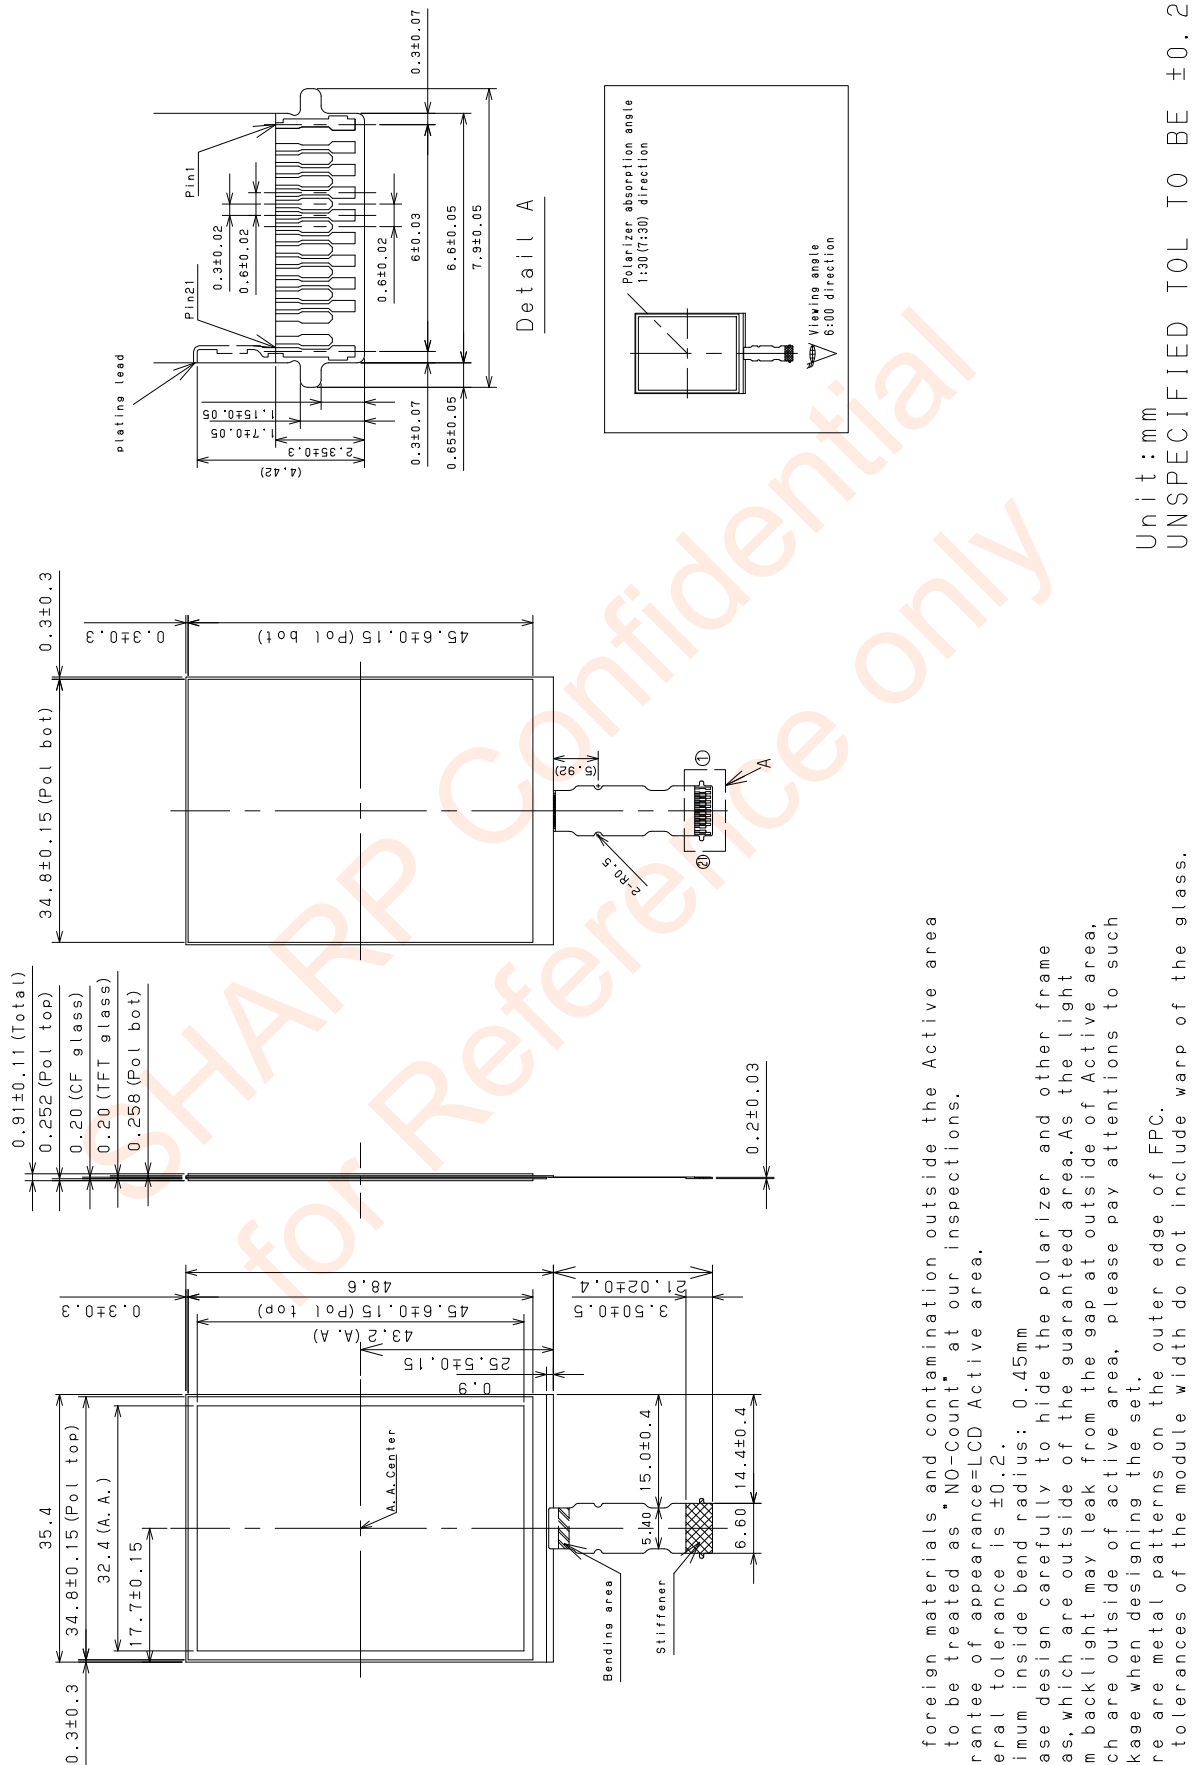 0.3±0.07
Pin1
0.3±0.02
0.6±0.02
Pin21
plating lead
0.6±0.02
6±0.03
6.6±0.05
7.9±0.05
1.15±0.05
1.7±0.05
2.35±0.3
(4.42)
0.3±0.07
0.65±0.05
Detail A
Polarizer absorption angle
1:30(7:30) direction
Viewing angle
6:00 direction
Unit:mm
UNSPECIFIED TOL TO BE ±0.2
0.3±0.3
0.3±0.3
45.6±0.15(Pol bot)
34.8±0.15(Pol bot)
(5.92)
2-R0.5
1
21
A
0.91±0.11(Total)
0.252(Pol top)
0.20(CF glass)
0.20(TFT glass)
0.258(Pol bot)
0.2±0.03
48.6
45.6±0.15(Pol top)
43.2(A.A)
25.5±0.15
0.9
0.3±0.3
21.02±0.4
3.50±0.5
35.4
34.8±0.15(Pol top)
32.4(A.A.)
17.7±0.15
0.3±0.3
A.A.Center
15.0±0.4
14.4±0.4
5.40
6.60
Bending area
Stiffener
foreign materials and contamination outside the Active area
to be treated as "NO-Count" at our inspections.
rantee of appearance=LCD Active area.
eral tolerance is ±0.2.
imum inside bend radius: 0.45mm
ase design carefully to hide the polarizer and other frame
as, which are outside of the guaranteed area.As the light
m backlight may leak from the gap at outside of Active area,
ch are outside of active area, please pay attentions to such
kage when designing the set.
re are metal patterns on the outer edge of FPC.
tolerances of the module width do not include warp of the glass.
SHARP Confidential
for Reference only